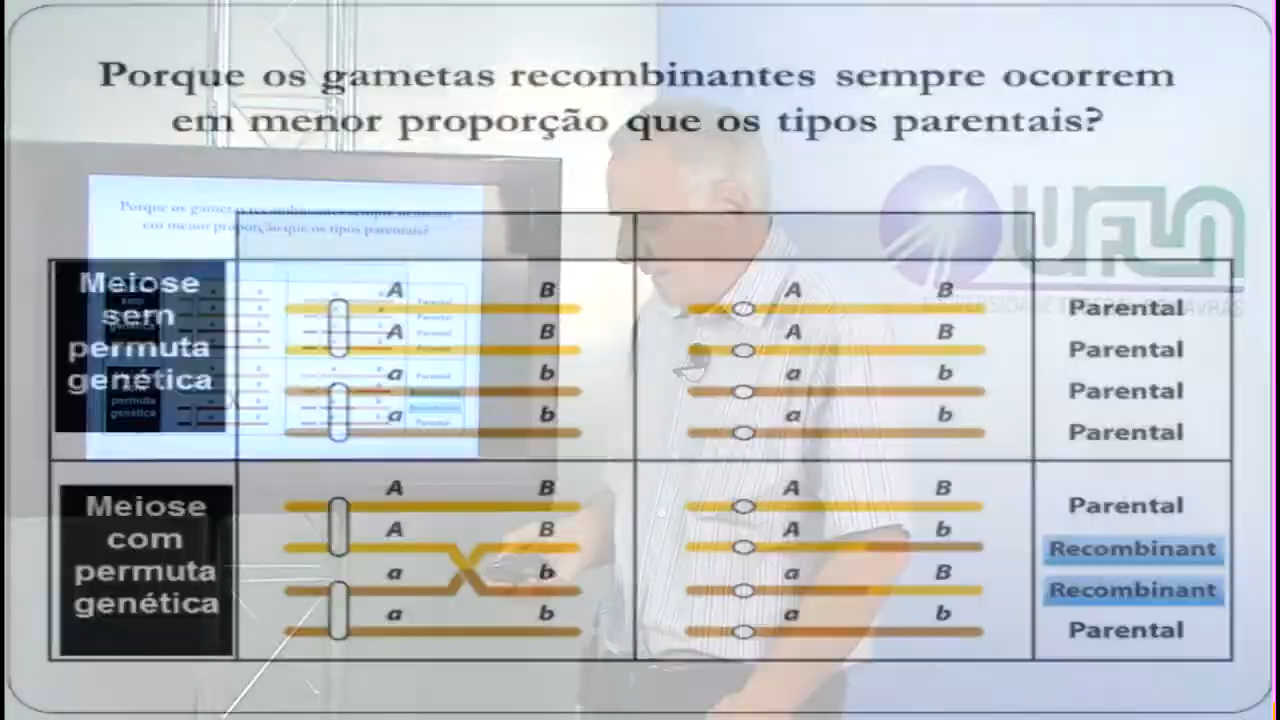 Porque os gametas recombinantes sempre ocorrem
em menor proporção que os tipos parentais?
UFLA
Meiose
sem
permuta
genética
A B
A B
a b
a b
A B
A B
a b
a b
Parental
Parental
Parental
Parental
Meiose
com
permuta
genética
A B
A B
a b
a b
A B
A b
a B
a b
Parental
Recombinant
Recombinant
Parental